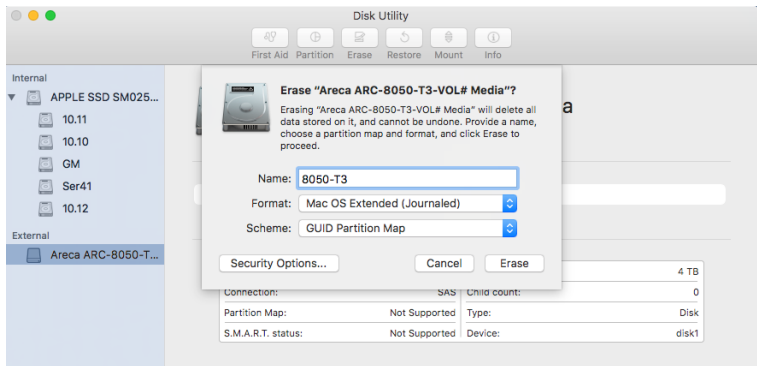 Disk Utility
First Aid Partition Erase Restore Mount Info
Internal
APPLE SSD SM025...
10.11
10.10
GM
Ser41
10.12
External
Areca ARC-8050-T...
a
Erase “Areca ARC-8050-T3-VOL# Media”?
Erasing “Areca ARC-8050-T3-VOL# Media” will delete all
data stored on it, and cannot be undone. Provide a name,
choose a partition map and format, and click Erase to
proceed.
Name: 8050-T3
Format: Mac OS Extended (Journaled)
Scheme: GUID Partition Map
Security Options... Cancel Erase
4 TB
Connection: SAS Child count: 0
Partition Map: Not Supported Type: Disk
S.M.A.R.T. status: Not Supported Device: disk1